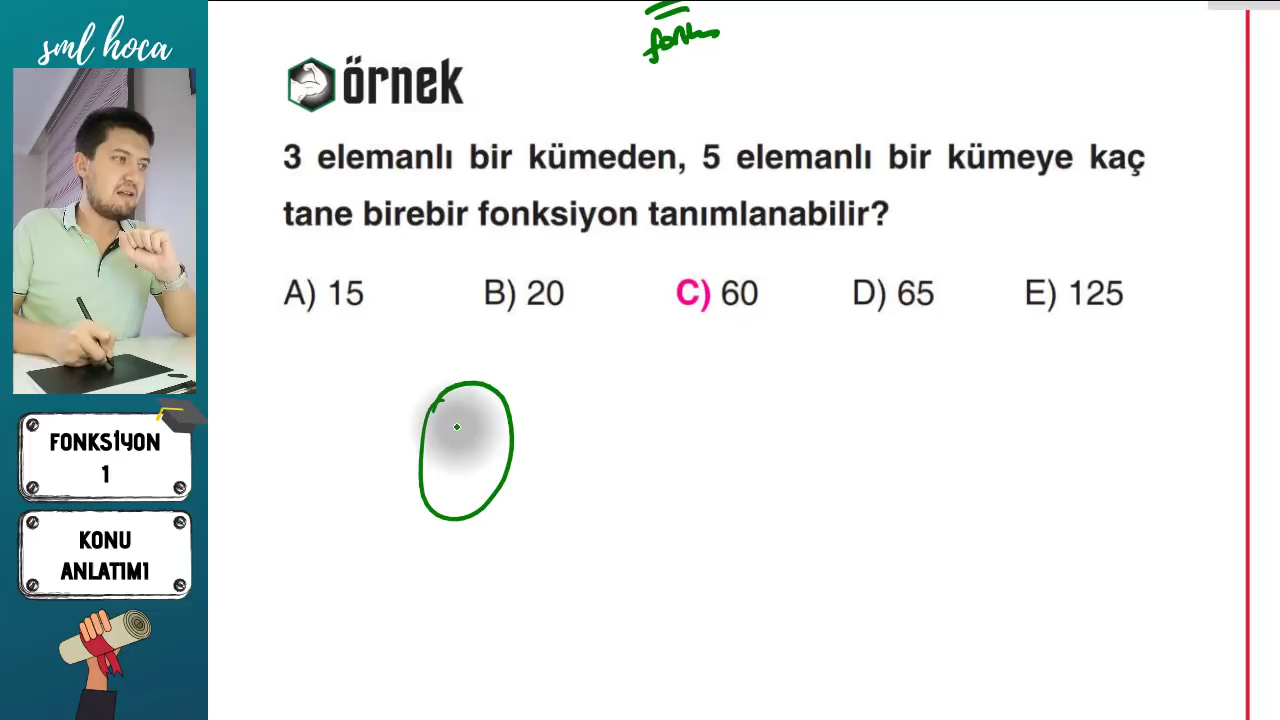 sml hoca
fonks
örnek
3 elemanlı bir kümeden, 5 elemanlı bir kümeye kaç
tane birebir fonksiyon tanımlanabilir?
A) 15 B) 20 C) 60 D) 65 E) 125
FONKSİYON
1
KONU
ANLATIMI